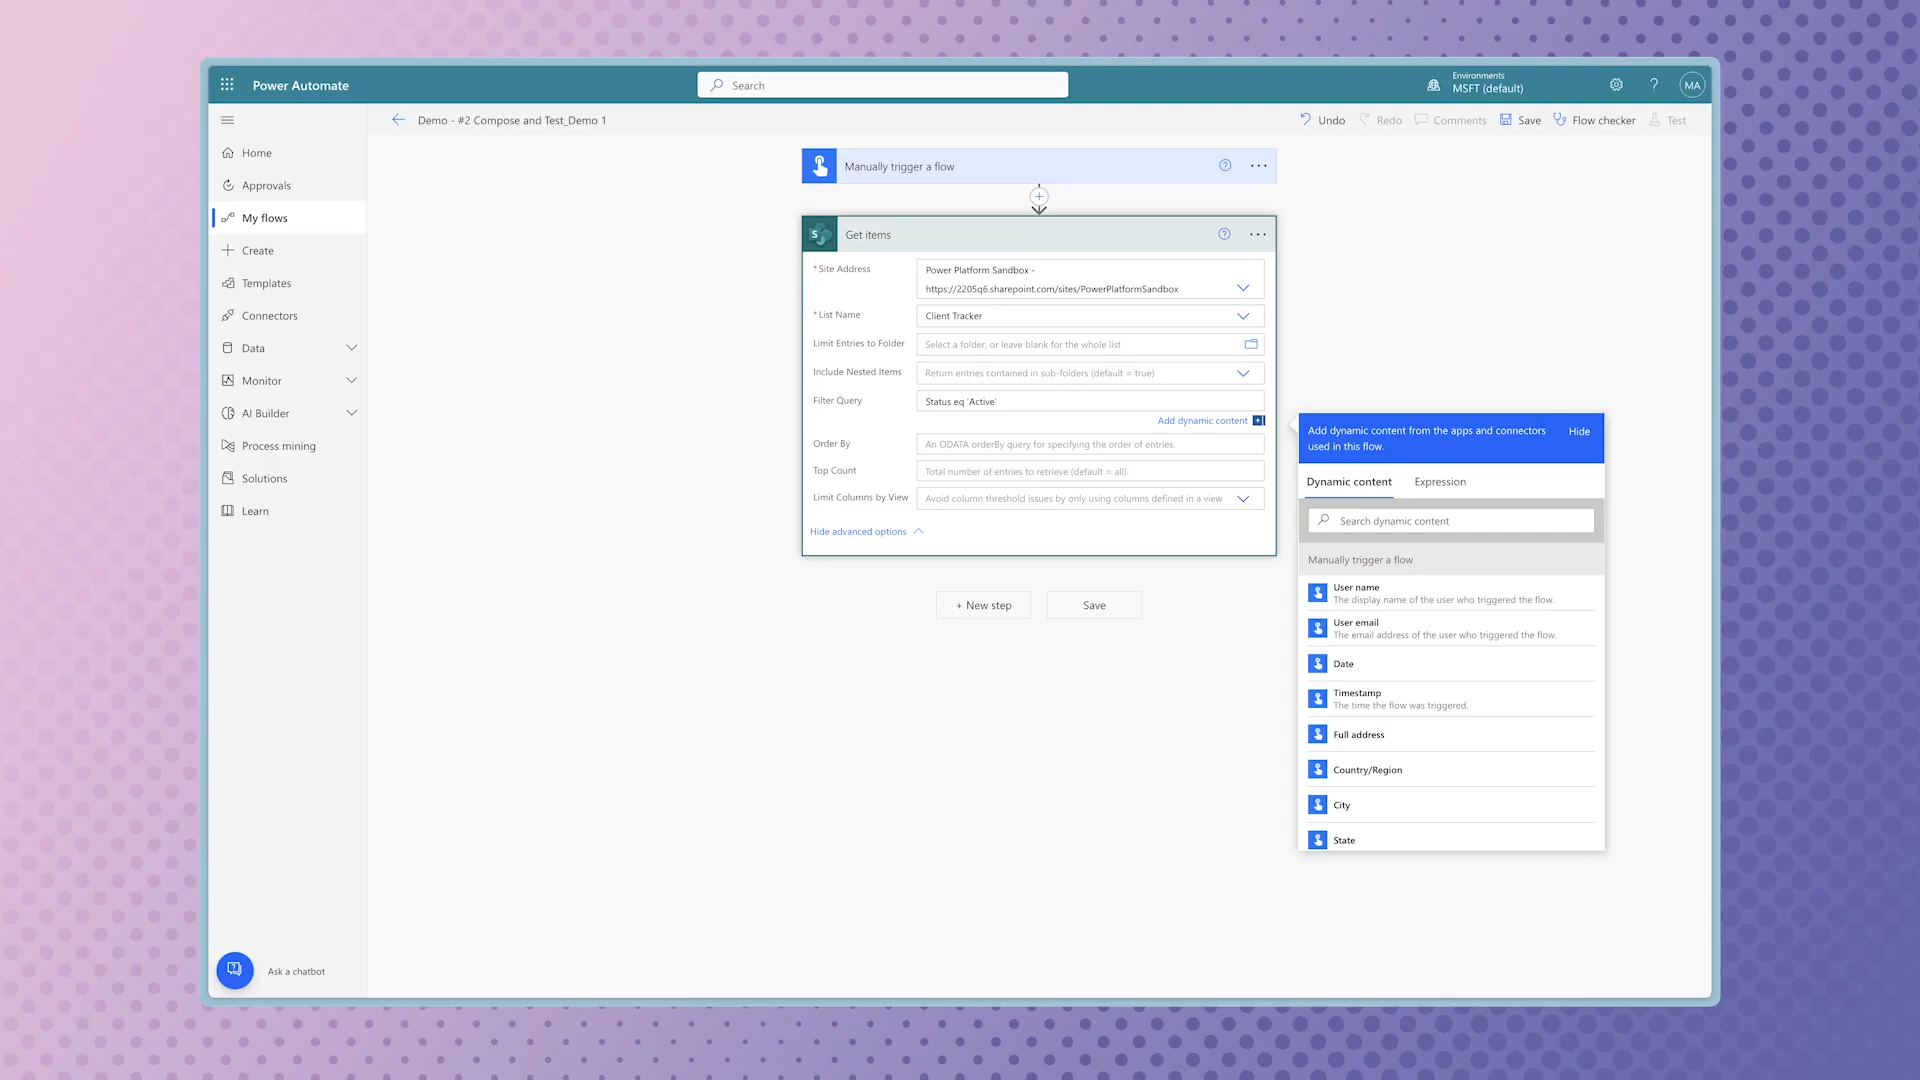 Power Automate
Search
Environments
MSFT (default)
?
MA
Demo - #2 Compose and Test_Demo 1
Undo
Redo
Comments
Save
Flow checker
Test
Home
Approvals
My flows
Create
Templates
Connectors
Data
Monitor
AI Builder
Process mining
Solutions
Learn
Ask a chatbot
Manually trigger a flow
S
Get items
* Site Address
Power Platform Sandbox -
https://2205q6.sharepoint.com/sites/PowerPlatformSandbox
* List Name
Client Tracker
Limit Entries to Folder
Select a folder, or leave blank for the whole list
Include Nested Items
Return entries contained in sub-folders (default = true)
Filter Query
Status eq 'Active'
Add dynamic content
Order By
An ODATA orderBy query for specifying the order of entries.
Top Count
Total number of entries to retrieve (default = all).
Limit Columns by View
Avoid column threshold issues by only using columns defined in a view
Hide advanced options
+ New step
Save
Add dynamic content from the apps and connectors
used in this flow.
Hide
Dynamic content
Expression
Search dynamic content
Manually trigger a flow
User name
The display name of the user who triggered the flow.
User email
The email address of the user who triggered the flow.
Date
Timestamp
The time the flow was triggered.
Full address
Country/Region
City
State